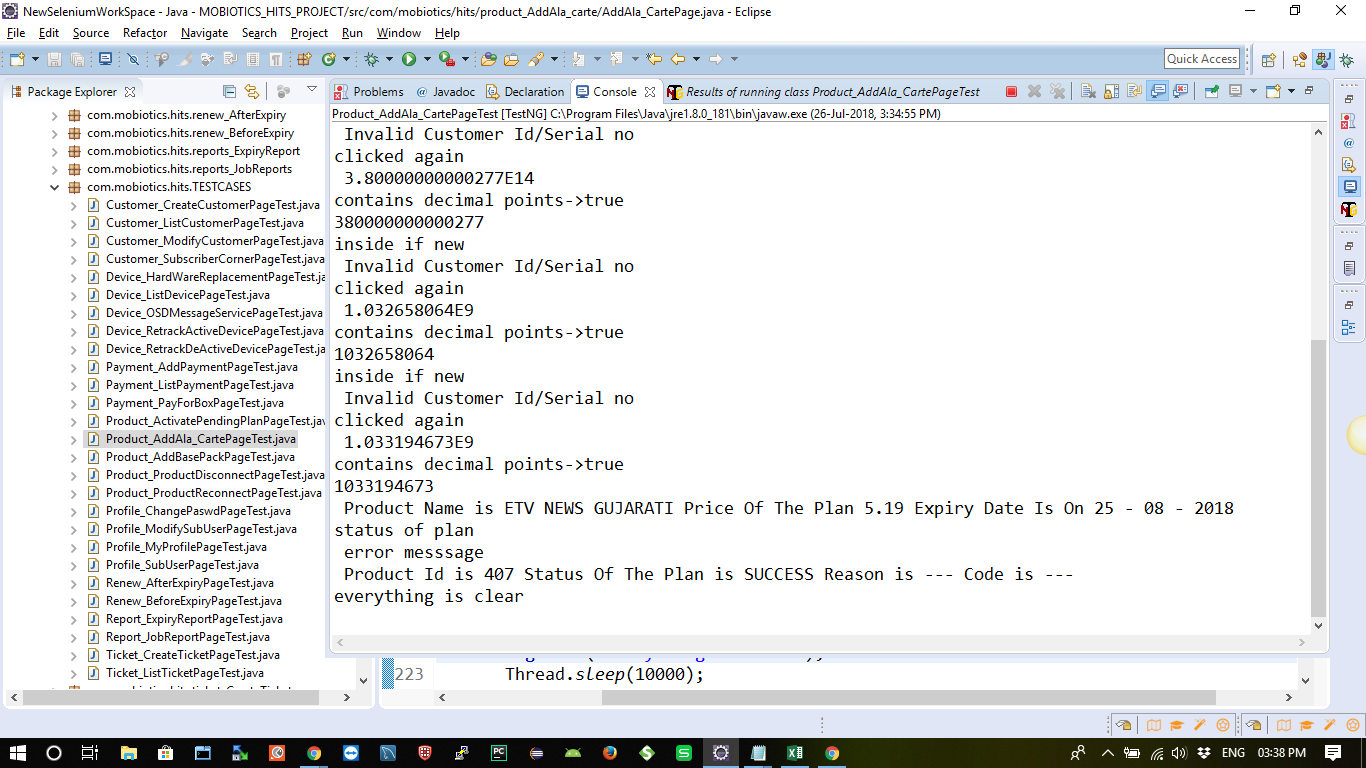 NewSeleniumWorkSpace - Java - MOBIOTICS_HITS_PROJECT/src/com/mobiotics/hits/product_AddAla_carte/AddAla_CartePage.java - Eclipse
File Edit Source Refactor Navigate Search Project Run Window Help
Quick Access
Package Explorer
Problems @ Javadoc Declaration Console Results of running class Product_AddAla_CartePageTest
com.mobiotics.hits.renew_AfterExpiry
com.mobiotics.hits.renew_BeforeExpiry
com.mobiotics.hits.reports_ExpiryReport
com.mobiotics.hits.reports_JobReports
com.mobiotics.hits.TESTCASES
Customer_CreateCustomerPageTest.java
Customer_ListCustomerPageTest.java
Customer_ModifyCustomerPageTest.java
Customer_SubscriberCornerPageTest.java
Device_HardWareReplacementPageTest.ja
Device_ListDevicePageTest.java
Device_OSDMessageServicePageTest.java
Device_RetrackActiveDevicePageTest.java
Device_RetrackDeActiveDevicePageTest.ja
Payment_AddPaymentPageTest.java
Payment_ListPaymentPageTest.java
Payment_PayForBoxPageTest.java
Product_ActivatePendingPlanPageTest.jav
Product_AddAla_CartePageTest.java
Product_AddBasePackPageTest.java
Product_ProductDisconnectPageTest.java
Product_ProductReconnectPageTest.java
Profile_ChangePaswdPageTest.java
Profile_ModifySubUserPageTest.java
Profile_MyProfilePageTest.java
Profile_SubUserPageTest.java
Renew_AfterExpiryPageTest.java
Renew_BeforeExpiryPageTest.java
Report_ExpiryReportPageTest.java
Report_JobReportPageTest.java
Ticket_CreateTicketPageTest.java
Ticket_ListTicketPageTest.java
Product_AddAla_CartePageTest [TestNG] C:\Program Files\Java\jre1.8.0_181\bin\javaw.exe (26-Jul-2018, 3:34:55 PM)
Invalid Customer Id/Serial no
clicked again
3.80000000000277E14
contains decimal points->true
380000000000277
inside if new
Invalid Customer Id/Serial no
clicked again
1.032658064E9
contains decimal points->true
1032658064
inside if new
Invalid Customer Id/Serial no
clicked again
1.033194673E9
contains decimal points->true
1033194673
Product Name is ETV NEWS GUJARATI Price Of The Plan 5.19 Expiry Date Is On 25 - 08 - 2018
status of plan
error messsage
Product Id is 407 Status Of The Plan is SUCCESS Reason is --- Code is ---
everything is clear
223 Thread.sleep(10000);
ENG 03:38 PM